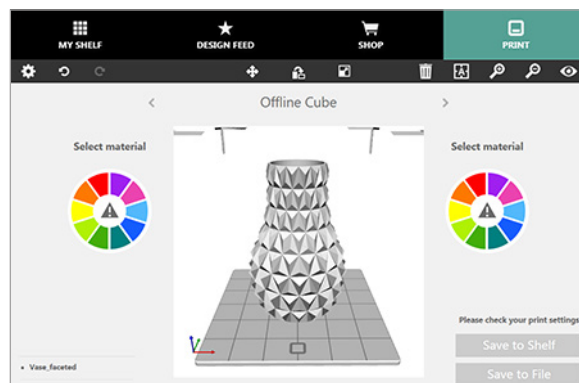 MY SHELF
DESIGN FEED
SHOP
PRINT
A
Offline Cube
Select material
Select material
Please check your print settings
Save to Shelf
Save to File
• Vase_faceted